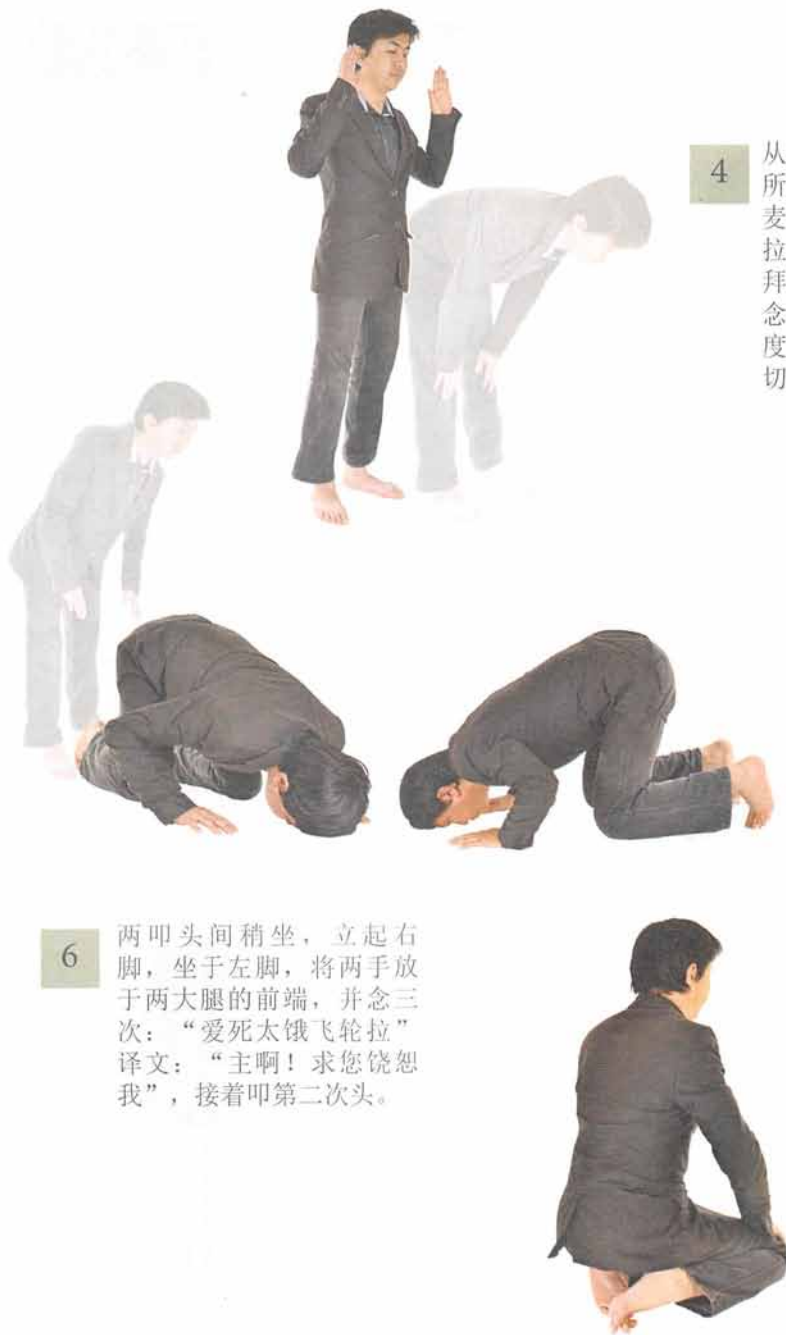 4
从
所
麦
拉
拜
念
度
切
6
两叩头间稍坐，立起右
脚，坐于左脚，将两手放
于两大腿的前端，并念三
次：“爱死太饿飞轮拉”
译文：“主啊！求您饶恕
我”，接着叩第二次头。